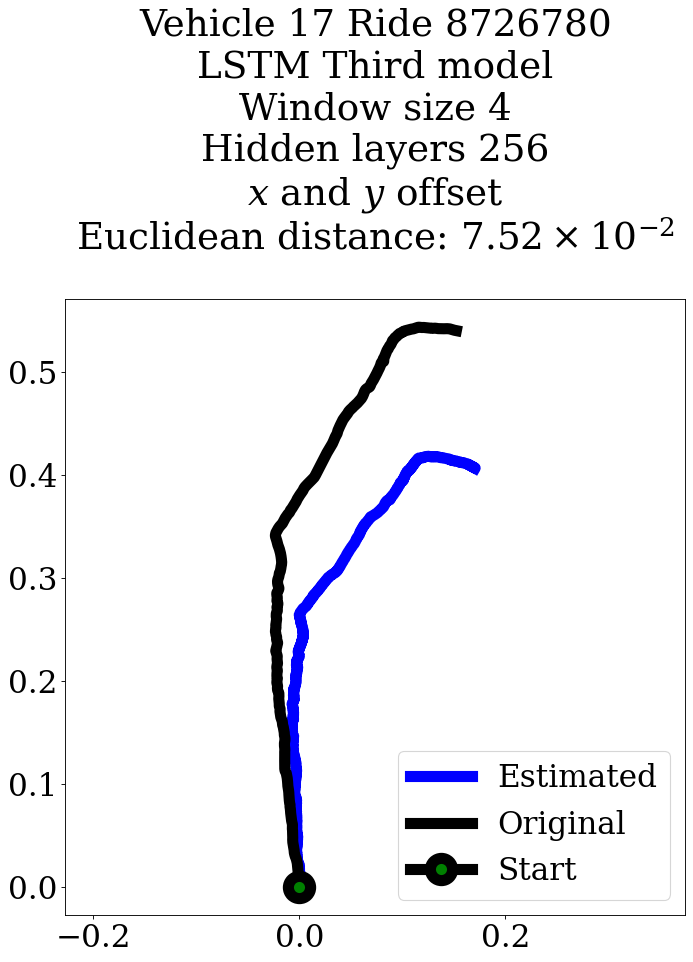 Vehicle 17 Ride 8726780
LSTM Third model
Window size 4
Hidden layers 256
x and y offset
Euclidean distance: 7.52 × 10⁻²
0.5
0.4
0.3
0.2
0.1
0.0
−0.2
0.0
0.2
Estimated
Original
Start